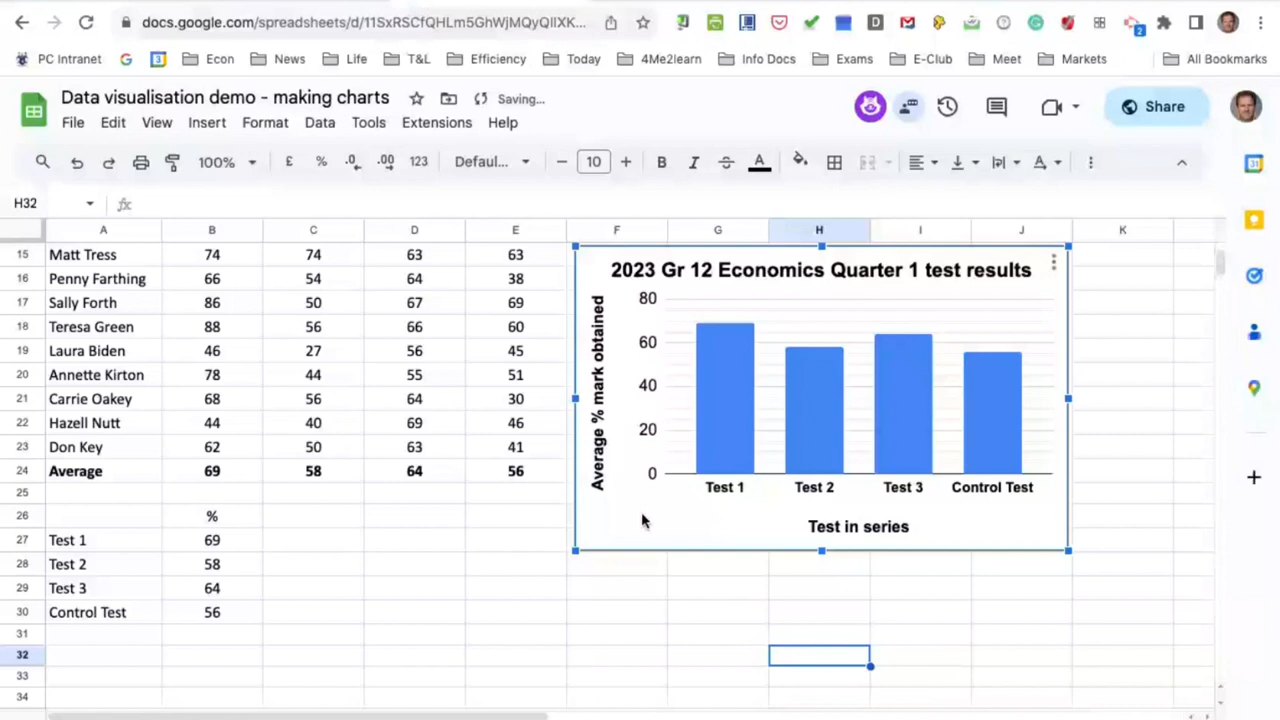 docs.google.com/spreadsheets/d/11SxRSCfQHLm5GhWjMQyQIIXK...
2
PC Intranet Econ News Life T&L Efficiency Today 4Me2learn Info Docs Exams E-Club Meet Markets All Bookmarks
Data visualisation demo - making charts Saving...
Share
File Edit View Insert Format Data Tools Extensions Help
100% £ % .0 .00 123 Defaul... 10 B I S A
H32 fx
A B C D E F G H I J K
15 Matt Tress 74 74 63 63
16 Penny Farthing 66 54 64 38
17 Sally Forth 86 50 67 69
18 Teresa Green 88 56 66 60
19 Laura Biden 46 27 56 45
20 Annette Kirton 78 44 55 51
21 Carrie Oakey 68 56 64 30
22 Hazell Nutt 44 40 69 46
23 Don Key 62 50 63 41
24 Average 69 58 64 56
25
26 %
27 Test 1 69
28 Test 2 58
29 Test 3 64
30 Control Test 56
31
32
33
34
2023 Gr 12 Economics Quarter 1 test results
Average % mark obtained
80
60
40
20
0
Test 1 Test 2 Test 3 Control Test
Test in series